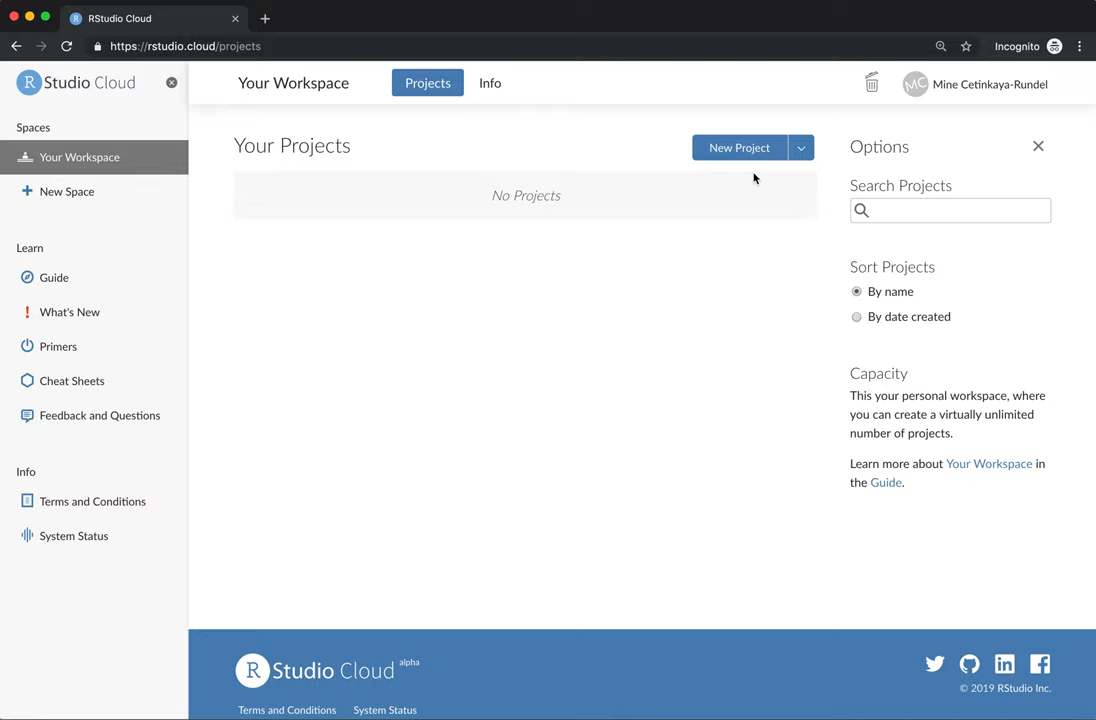 RStudio Cloud
https://rstudio.cloud/projects
Incognito
R Studio Cloud
Spaces
Your Workspace
New Space
Learn
Guide
What's New
Primers
Cheat Sheets
Feedback and Questions
Info
Terms and Conditions
System Status
Your Workspace
Projects
Info
MC
Mine Cetinkaya-Rundel
Your Projects
New Project
No Projects
Options
Search Projects
Sort Projects
By name
By date created
Capacity
This your personal workspace, where
you can create a virtually unlimited
number of projects.
Learn more about Your Workspace in
the Guide.
R Studio Cloud alpha
Terms and Conditions
System Status
© 2019 RStudio Inc.